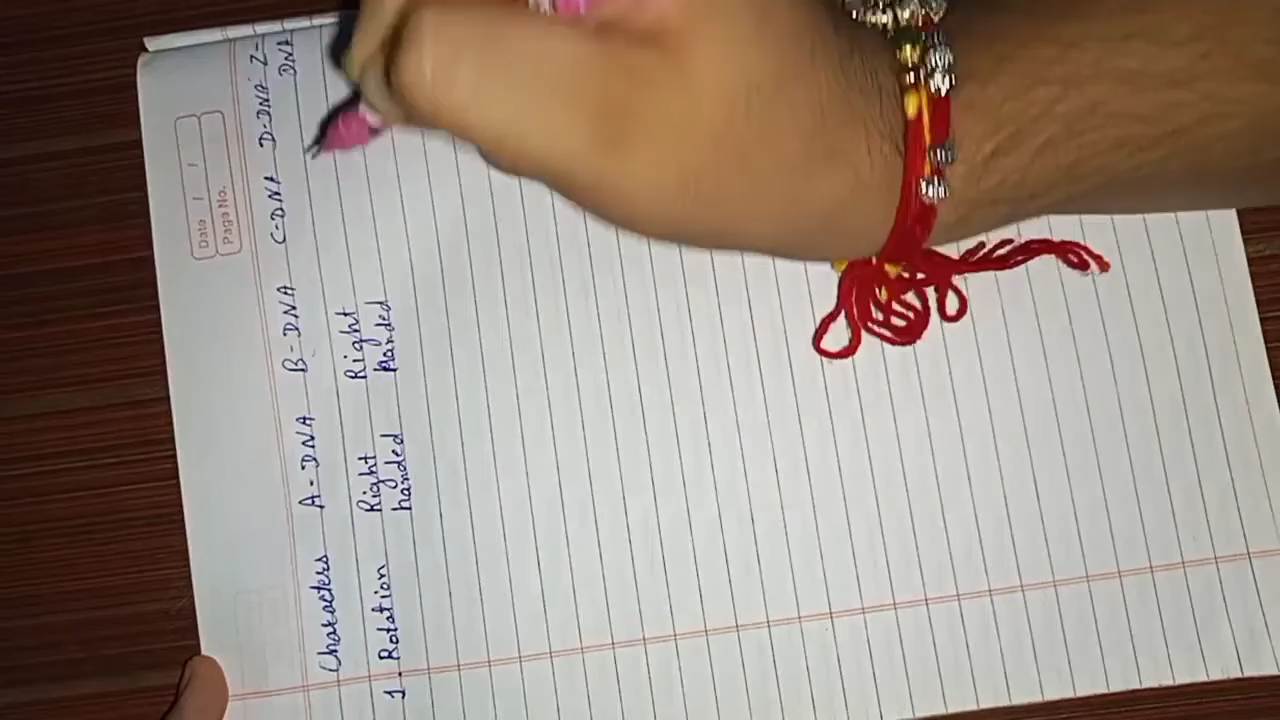 Date / /
Page No.
Characters A-DNA B-DNA C-DNA D-DNA Z-
DNA
1. Rotation Right Right
handed handed